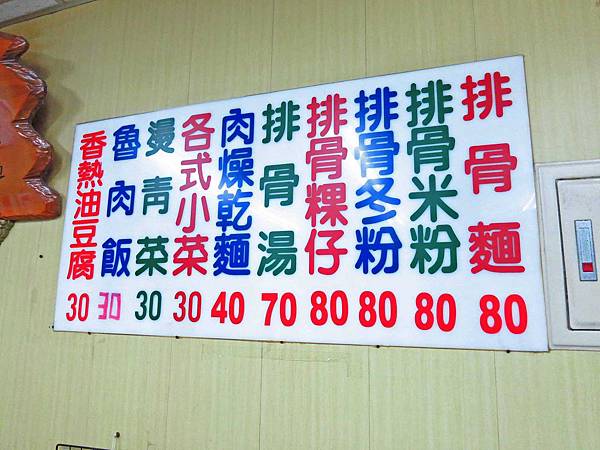 排骨麵 80
排骨米粉 80
排骨冬粉 80
排骨粿仔 80
排骨湯 70
肉燥乾麵 40
各式小菜 30
燙青菜 30
魯肉飯 30
香熱油豆腐 30